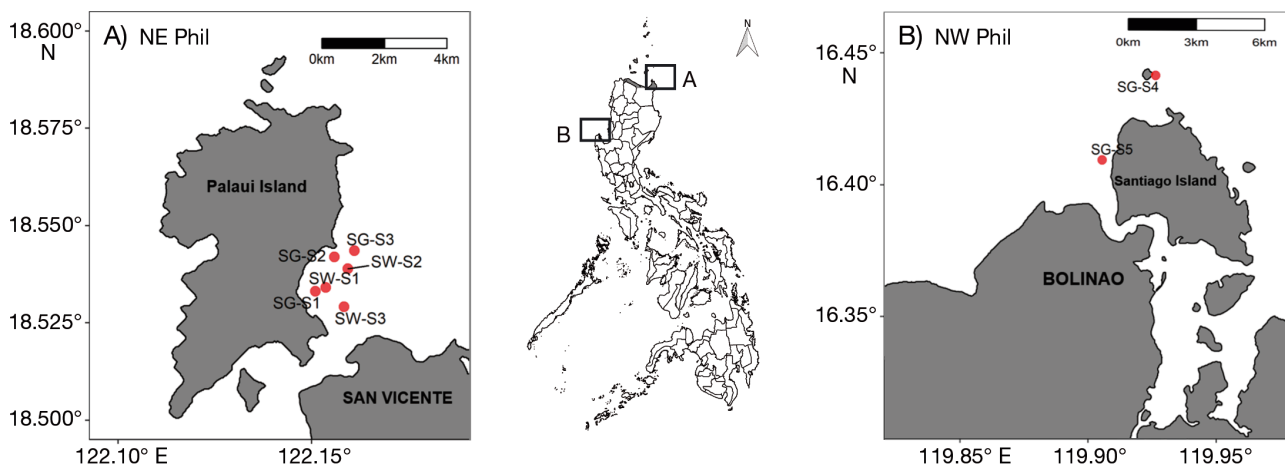 A) NE Phil
18.600°
N
18.575°
18.550°
18.525°
18.500°
0km 2km 4km
Palaui Island
SG-S3
SG-S2
SW-S2
SW-S1
SG-S1
SW-S3
SAN VICENTE
122.10° E 122.15°
N
A
B
B) NW Phil
16.45°
N
16.40°
16.35°
0km 3km 6km
SG-S4
SG-S5
Santiago Island
BOLINAO
119.85° E 119.90° 119.95°